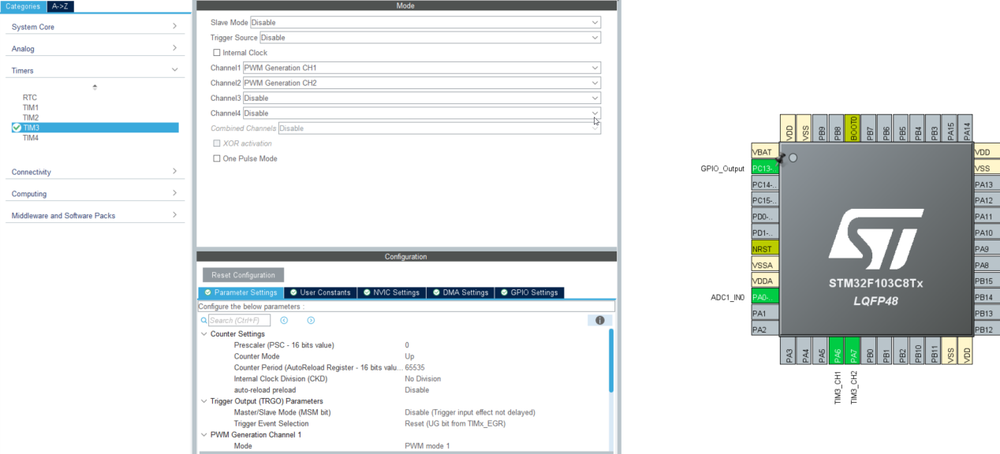 Categories A->Z
System Core
Analog
Timers
RTC
TIM1
TIM2
TIM3
TIM4
Connectivity
Computing
Middleware and Software Packs
Mode
Slave Mode Disable
Trigger Source Disable
Internal Clock
Channel1 PWM Generation CH1
Channel2 PWM Generation CH2
Channel3 Disable
Channel4 Disable
Combined Channels Disable
XOR activation
One Pulse Mode
Configuration
Reset Configuration
Parameter Settings User Constants NVIC Settings DMA Settings GPIO Settings
Configure the below parameters :
Search (Ctrl+F)
Counter Settings
Prescaler (PSC - 16 bits value) 0
Counter Mode Up
Counter Period (AutoReload Register - 16 bits valu... 65535
Internal Clock Division (CKD) No Division
auto-reload preload Disable
Trigger Output (TRGO) Parameters
Master/Slave Mode (MSM bit) Disable (Trigger input effect not delayed)
Trigger Event Selection Reset (UG bit from TIMx_EGR)
PWM Generation Channel 1
Mode PWM mode 1
VDD VSS PB9 PB8 BOOT0 PB7 PB6 PB5 PB4 PB3 PA15 PA14
VBAT
GPIO_Output PC13-..
PC14-..
PC15-..
PD0-..
PD1-..
NRST
VSSA
VDDA
ADC1_IN0 PA0-..
PA1
PA2
ST
STM32F103C8Tx
LQFP48
VDD
VSS
PA13
PA12
PA11
PA10
PA9
PA8
PB15
PB14
PB13
PB12
PA3 PA4 PA5 PA6 PA7 PB0 PB1 PB2 PB10 PB11 VSS VDD
TIM3_CH1 TIM3_CH2